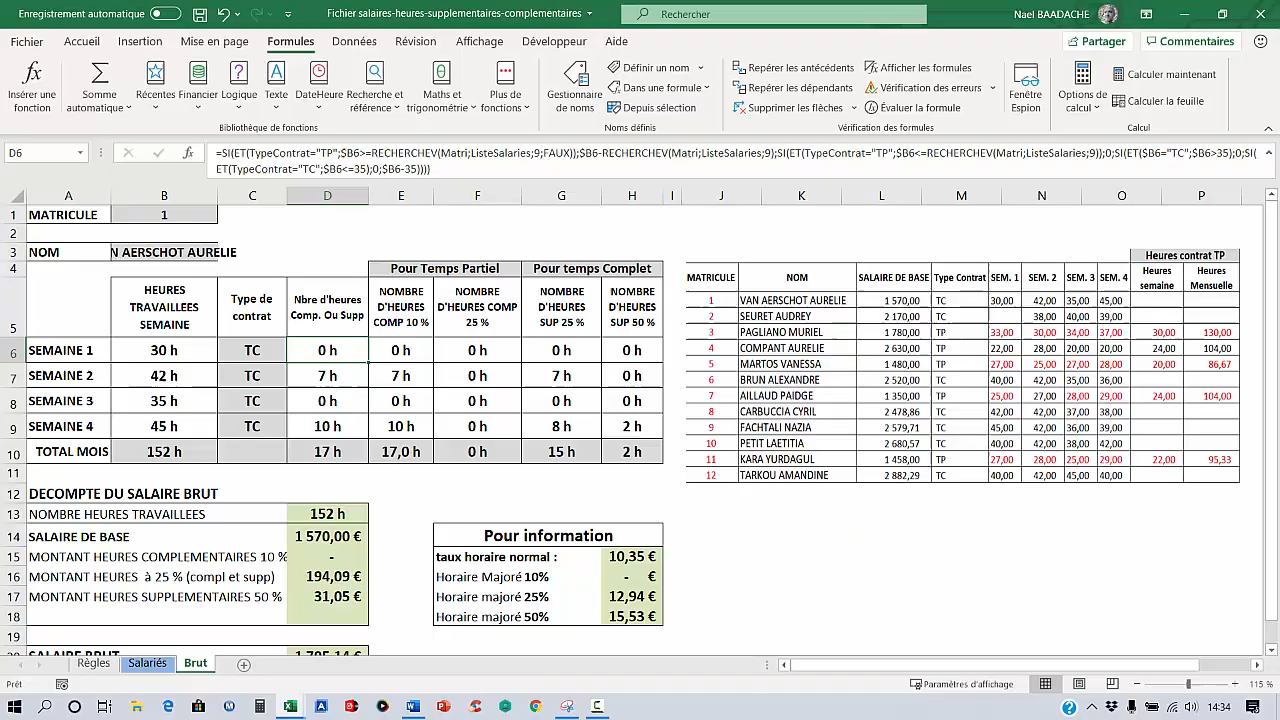 Enregistrement automatique
Fichier salaires-heures-supplementaires-complementaires
Rechercher
Nael BAADACHE
Fichier Accueil Insertion Mise en page Formules Données Révision Affichage Développeur Aide
Partager Commentaires
Insérer une fonction
Somme automatique
Récentes
Financier
Logique
Texte
DateHeure
Recherche et référence
Maths et trigonométrie
Plus de fonctions
Bibliothèque de fonctions
Gestionnaire de noms
Définir un nom
Dans une formule
Depuis sélection
Noms définis
Repérer les antécédents
Repérer les dépendants
Supprimer les flèches
Afficher les formules
Vérification des erreurs
Évaluer la formule
Vérification des formules
Fenêtre Espion
Options de calcul
Calculer maintenant
Calculer la feuille
Calcul
D6
=SI(ET(TypeContrat="TP";$B6>=RECHERCHEV(Matri;ListeSalaries;9;FAUX));$B6-RECHERCHEV(Matri;ListeSalaries;9);SI(ET(TypeContrat="TP";$B6<=RECHERCHEV(Matri;ListeSalaries;9));0;SI(ET($B6="TC";$B6>35);0;SI(
ET(TypeContrat="TC";$B6<=35);0;$B6-35))))
A B C D E F G H I J K L M N O P
1 MATRICULE 1
2
3 NOM N AERSCHOT AURELIE
4 Pour Temps Partiel Pour temps Complet
5 HEURES TRAVAILLEES SEMAINE Type de contrat Nbre d'heures Comp. Ou Supp NOMBRE D'HEURES COMP 10 % NOMBRE D'HEURES COMP 25 % NOMBRE D'HEURES SUP 25 % NOMBRE D'HEURES SUP 50 %
6 SEMAINE 1 30 h TC 0 h 0 h 0 h 0 h 0 h
7 SEMAINE 2 42 h TC 7 h 7 h 0 h 7 h 0 h
8 SEMAINE 3 35 h TC 0 h 0 h 0 h 0 h 0 h
9 SEMAINE 4 45 h TC 10 h 10 h 0 h 8 h 2 h
10 TOTAL MOIS 152 h 17 h 17,0 h 0 h 15 h 2 h
11
12 DECOMPTE DU SALAIRE BRUT
13 NOMBRE HEURES TRAVAILLEES 152 h
14 SALAIRE DE BASE 1 570,00 €
15 MONTANT HEURES COMPLEMENTAIRES 10 % -
16 MONTANT HEURES à 25 % (compl et supp) 194,09 €
17 MONTANT HEURES SUPPLEMENTAIRES 50 % 31,05 €
18
19
20 SALAIRE BRUT 1 795,14 €
Pour information
taux horaire normal : 10,35 €
Horaire Majoré 10% - €
Horaire majoré 25% 12,94 €
Horaire majoré 50% 15,53 €
Heures contrat TP
MATRICULE NOM SALAIRE DE BASE Type Contrat SEM. 1 SEM. 2 SEM. 3 SEM. 4 Heures semaine Heures Mensuelle
1 VAN AERSCHOT AURELIE 1 570,00 TC 30,00 42,00 35,00 45,00
2 SEURET AUDREY 2 170,00 TC 38,00 40,00 39,00
3 PAGLIANO MURIEL 1 780,00 TP 33,00 30,00 34,00 37,00 30,00 130,00
4 COMPANT AURELIE 2 630,00 TP 22,00 28,00 20,00 20,00 24,00 104,00
5 MARTOS VANESSA 1 480,00 TP 27,00 25,00 27,00 28,00 20,00 86,67
6 BRUN ALEXANDRE 2 520,00 TC 40,00 42,00 35,00 36,00
7 AILLAUD PAIDGE 1 350,00 TP 25,00 27,00 28,00 29,00 24,00 104,00
8 CARBUCCIA CYRIL 2 478,86 TC 42,00 42,00 37,00 38,00
9 FACHTALI NAZIA 2 579,71 TC 45,00 42,00 36,00 39,00
10 PETIT LAETITIA 2 680,57 TC 40,00 42,00 38,00 42,00
11 KARA YURDAGUL 1 458,00 TP 27,00 28,00 25,00 29,00 22,00 95,33
12 TARKOU AMANDINE 2 882,29 TC 40,00 42,00 45,00 40,00
Règles Salariés Brut
Prêt
Paramètres d'affichage
115 %
14:34